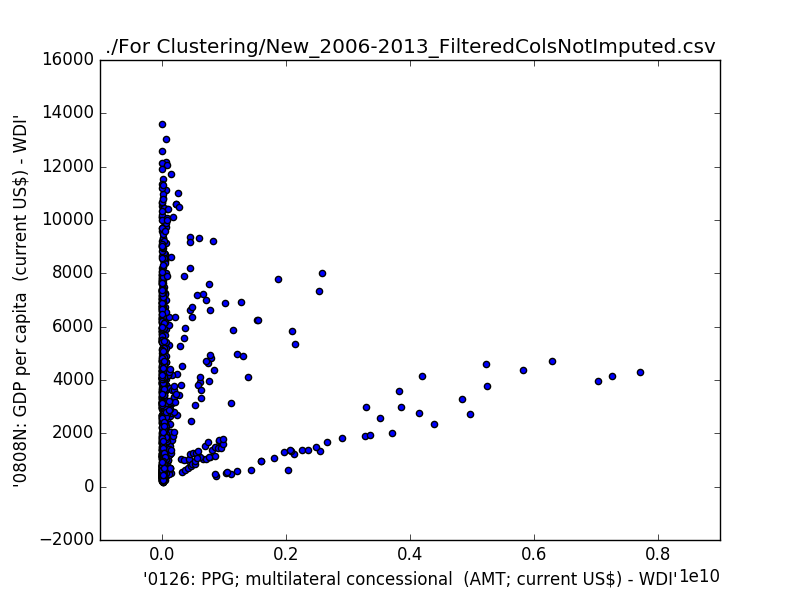 ./For Clustering/New_2006-2013_FilteredColsNotImputed.csv
16000
14000
12000
10000
8000
6000
4000
2000
0
−2000
'0808N: GDP per capita  (current US$) - WDI'
0.0 0.2 0.4 0.6 0.8
1e10
'0126: PPG; multilateral concessional  (AMT; current US$) - WDI'